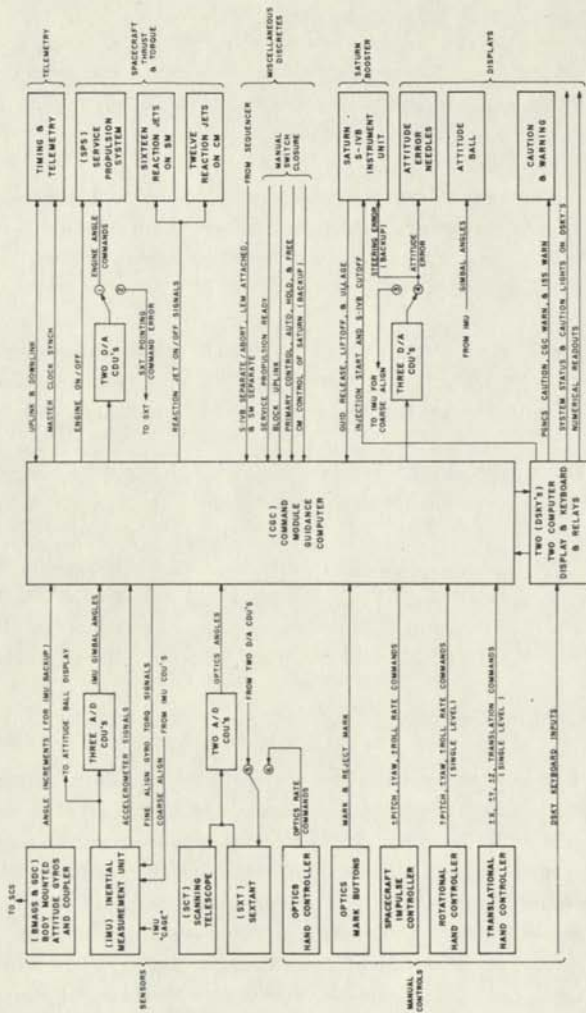 TO SCS
(BMAGS & GDC)
BODY MOUNTED
ATTITUDE GYROS
AND COUPLER
ANGLE INCREMENTS (FOR IMU BACKUP)
TO ATTITUDE BALL DISPLAY
(IMU) INERTIAL
MEASUREMENT UNIT
THREE A/D
CDU'S
IMU GIMBAL ANGLES
ACCELEROMETER SIGNALS
FINE ALIGN GYRO TORQ SIGNALS
COARSE ALIGN
FROM IMU CDU'S
IMU
"CAGE"
(SCT)
SCANNING
TELESCOPE
(SXT)
SEXTANT
TWO A/D
CDU'S
OPTICS ANGLES
5
FROM TWO D/A CDU'S
6
OPTICS RATE
COMMANDS
SENSORS
OPTICS
HAND CONTROLLER
OPTICS
MARK BUTTONS
MARK & REJECT MARK
SPACECRAFT
IMPULSE
CONTROLLER
±PITCH, ±YAW, ±ROLL RATE COMMANDS
ROTATIONAL
HAND CONTROLLER
±PITCH, ±YAW, ±ROLL RATE COMMANDS
(SINGLE LEVEL)
TRANSLATIONAL
HAND CONTROLLER
±X, ±Y, ±Z, TRANSLATION COMMANDS
(SINGLE LEVEL)
DSKY KEYBOARD INPUTS
MANUAL
CONTROLS
(CGC)
COMMAND
MODULE
GUIDANCE
COMPUTER
TWO (DSKY'S)
TWO COMPUTER
DISPLAY & KEYBOARD
& RELAYS
UPLINK & DOWNLINK
MASTER CLOCK SYNCH
TIMING &
TELEMETRY
TELEMETRY
ENGINE ON/OFF
TWO D/A
CDU'S
1
ENGINE ANGLE
COMMANDS
2
TO SXT
SXT POINTING
COMMAND ERROR
REACTION JET ON/OFF SIGNALS
(SPS)
SERVICE
PROPULSION
SYSTEM
SIXTEEN
REACTION JETS
ON SM
TWELVE
REACTION JETS
ON CM
SPACECRAFT
THRUST
& TORQUE
S-IVB SEPARATE/ABORT, LEM ATTACHED,
& SM SEPARATE
FROM SEQUENCER
SERVICE PROPULSION READY
BLOCK UPLINK
PRIMARY CONTROL, AUTO, HOLD, & FREE
CM CONTROL OF SATURN (BACKUP)
MANUAL
SWITCH
CLOSURE
MISCELLANEOUS
DISCRETES
GUID RELEASE, LIFTOFF, & ULLAGE
INJECTION START AND S-IVB CUTOFF
TO IMU FOR
COARSE ALIGN
3
STEERING ERROR
(BACKUP)
THREE D/A
CDU'S
4
ATTITUDE
ERROR
SATURN -
S-IVB
INSTRUMENT
UNIT
SATURN
BOOSTER
ATTITUDE
ERROR
NEEDLES
FROM IMU
GIMBAL ANGLES
ATTITUDE
BALL
PGNCS CAUTION, CGC WARN, & ISS WARN
CAUTION
& WARNING
SYSTEM STATUS & CAUTION LIGHTS ON DSKY'S
NUMERICAL READOUTS
DISPLAYS